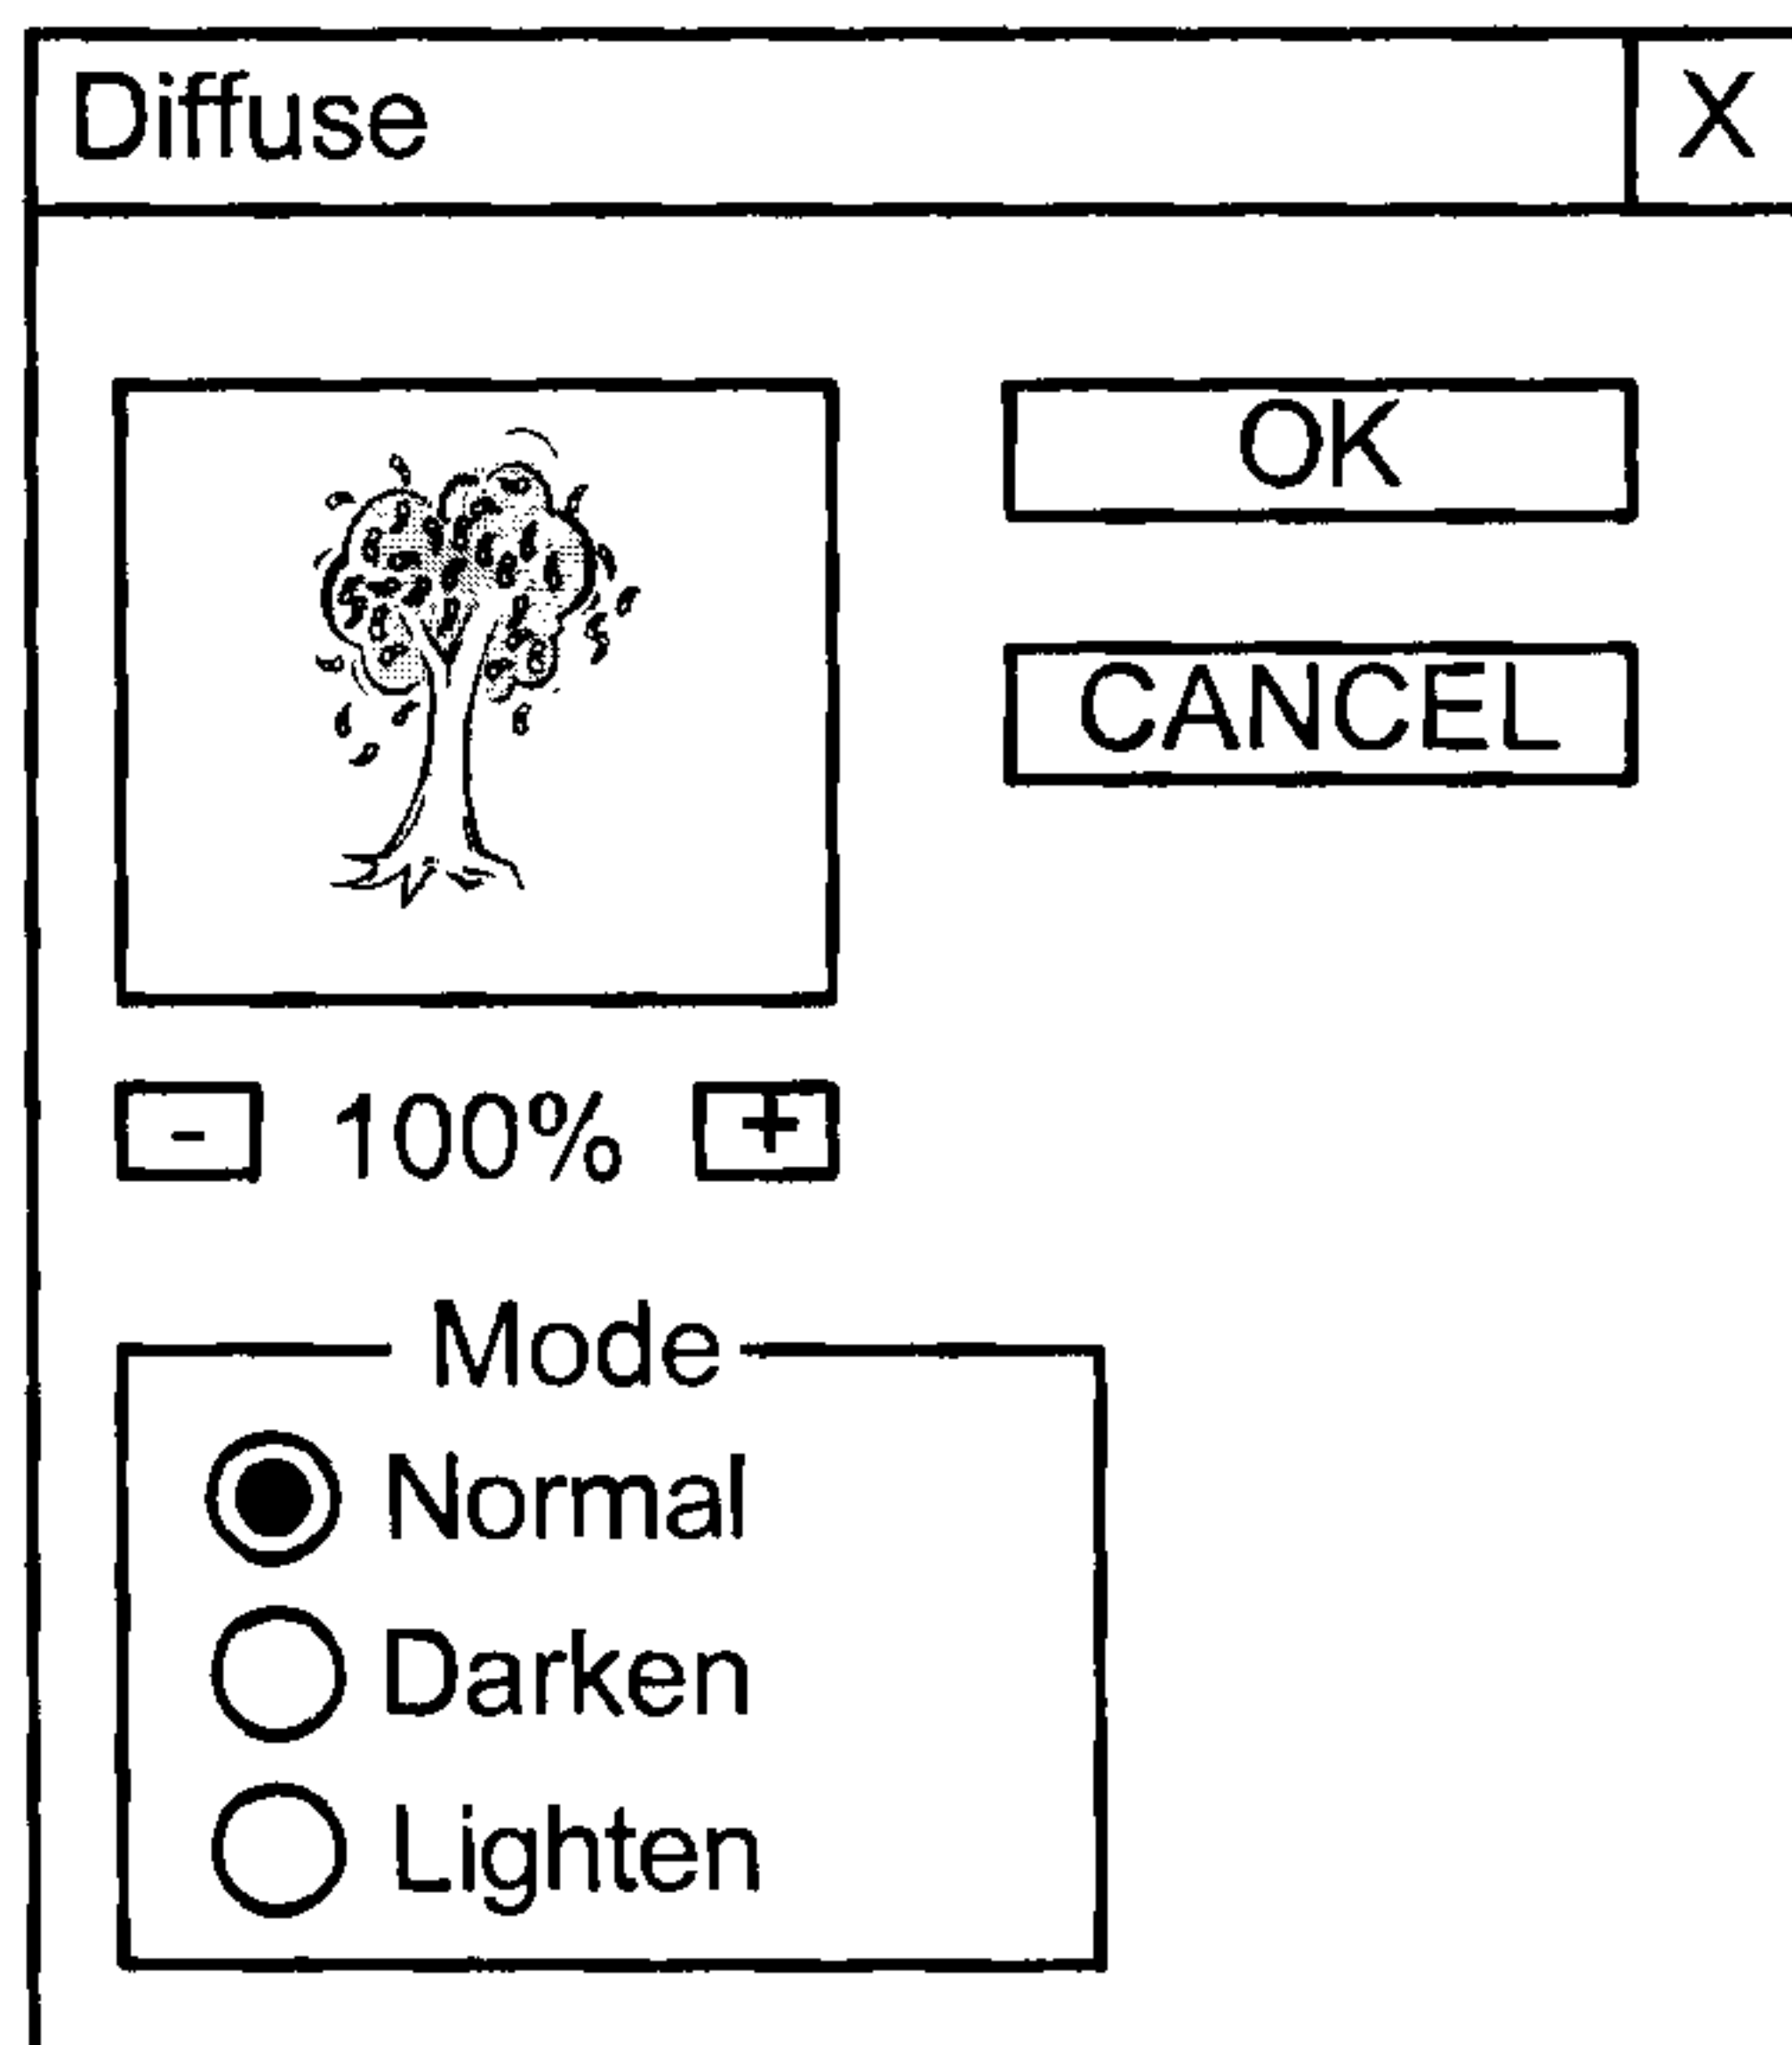 Diffuse X
OK
CANCEL
- 100% +
Mode
Normal
Darken
Lighten